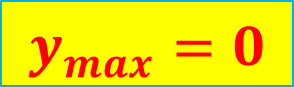 y_max = 0